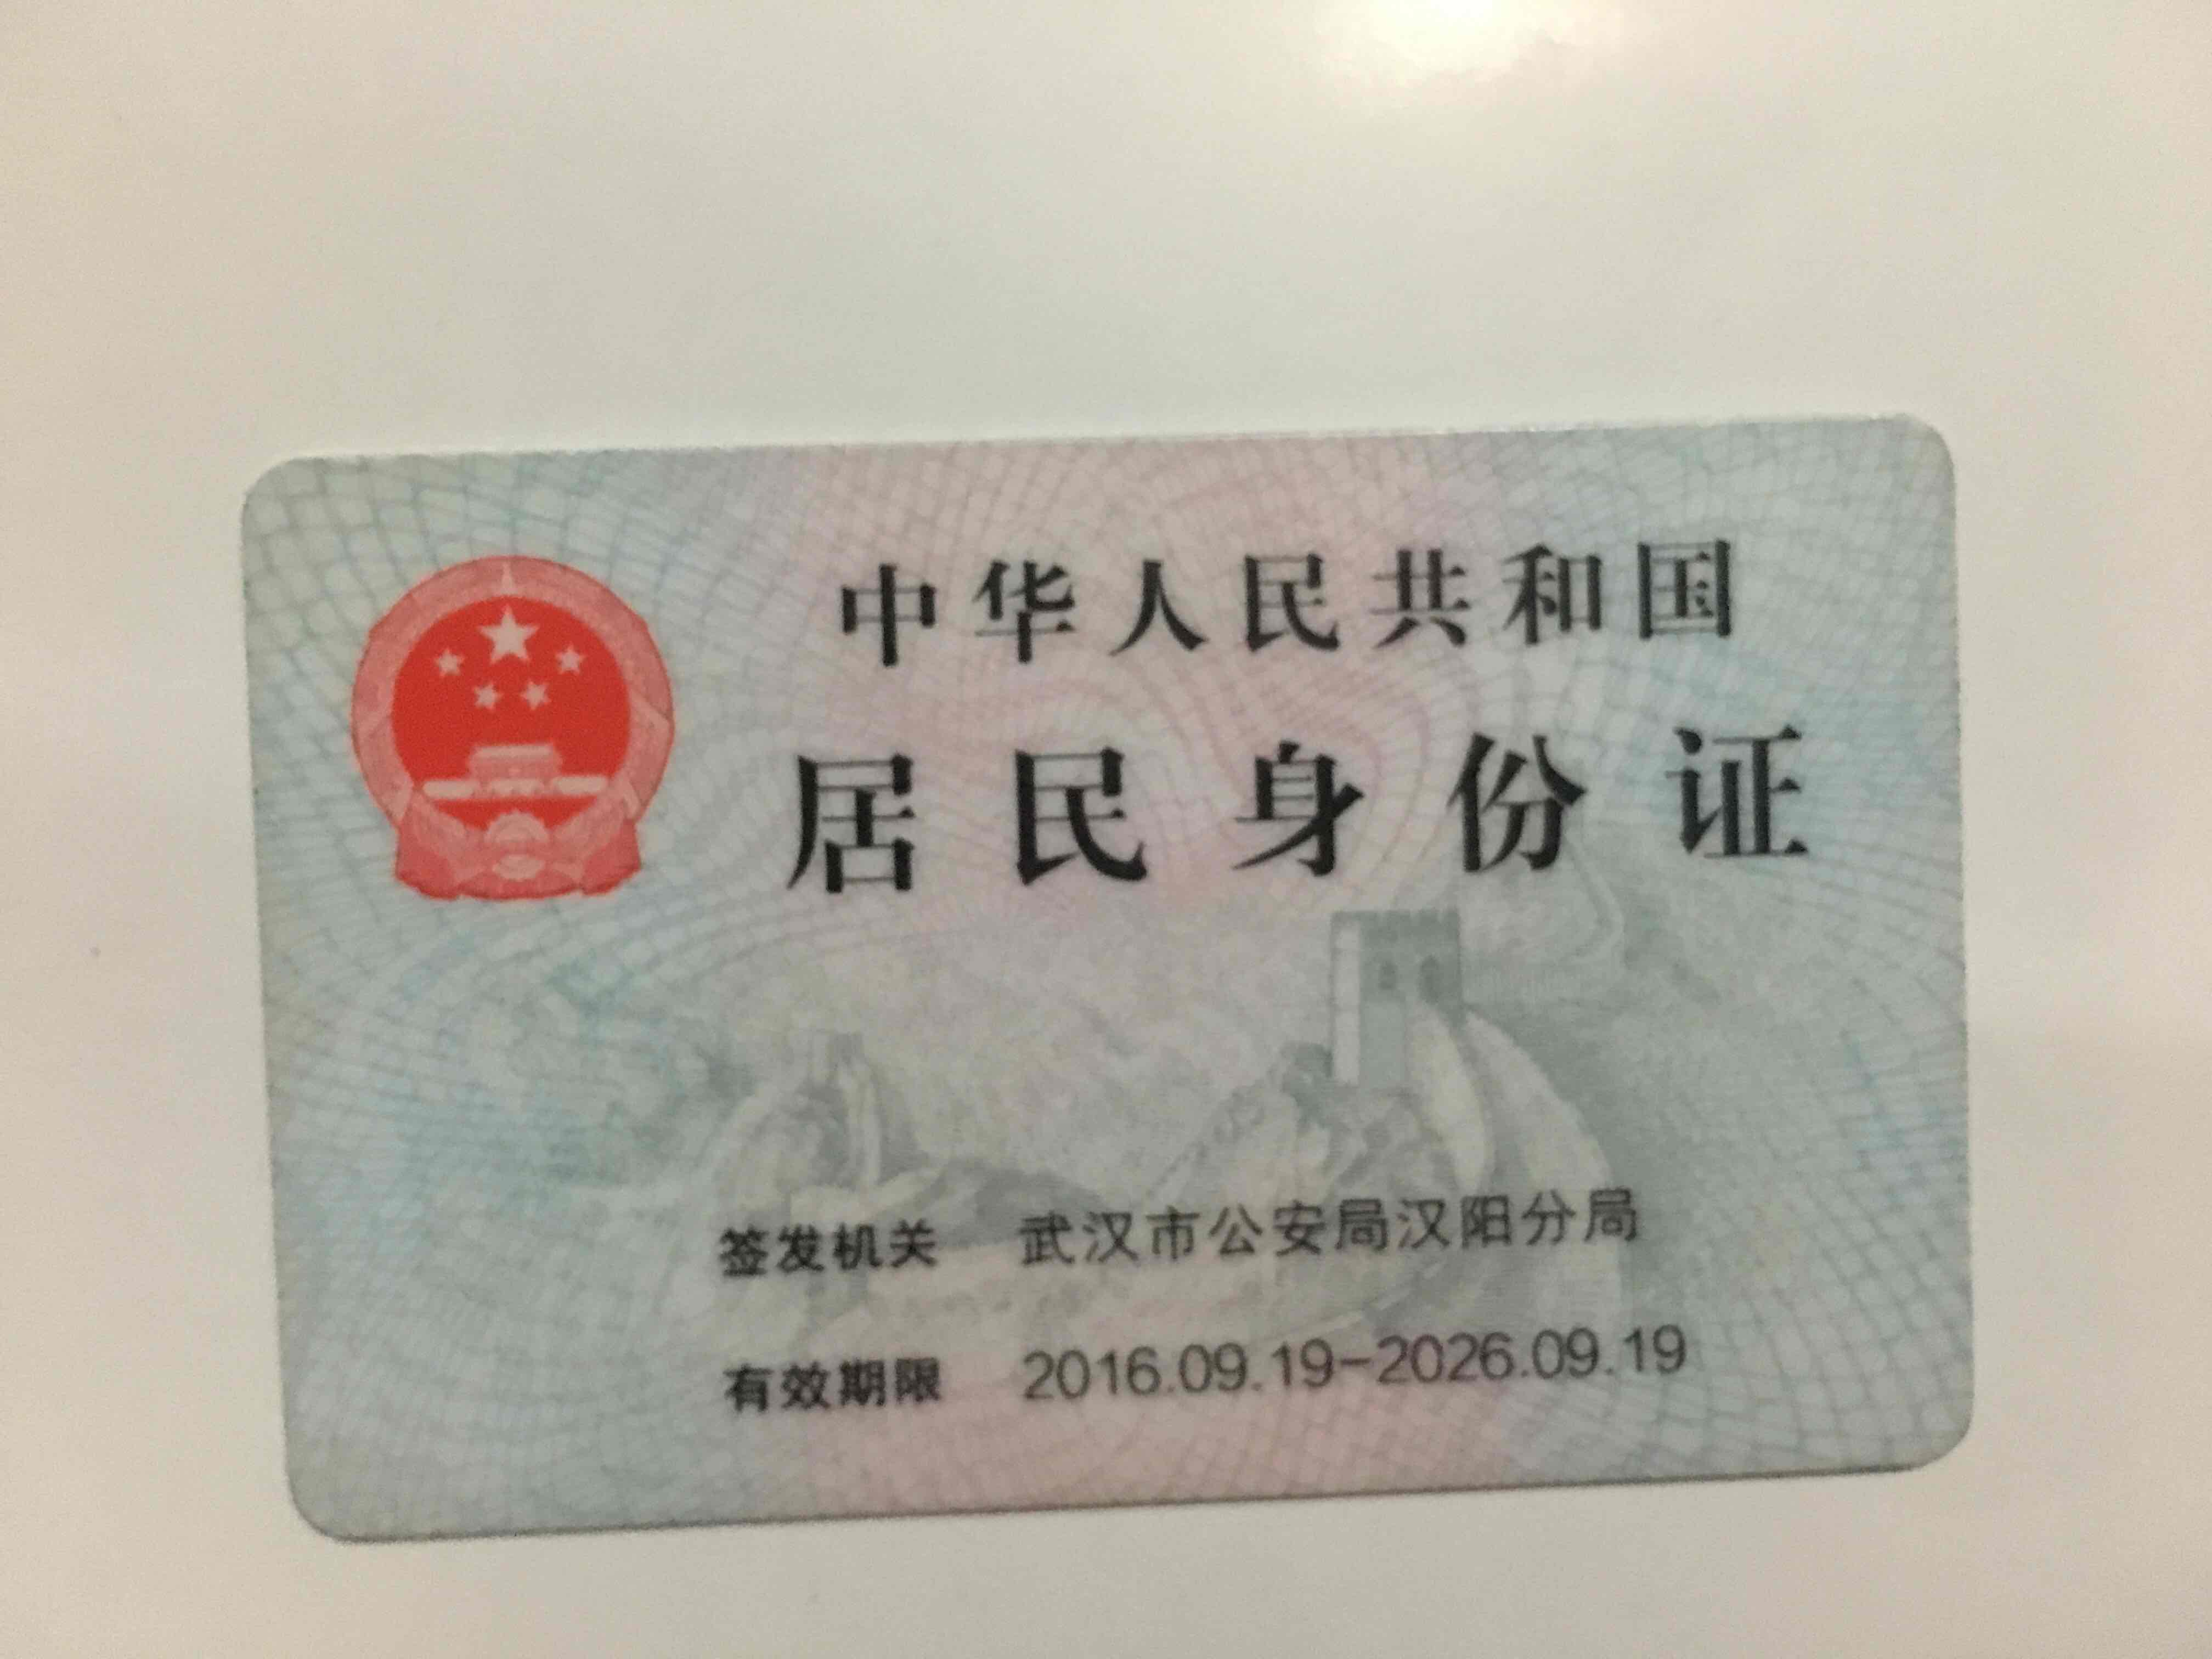 中华人民共和国
居民身份证
签发机关 武汉市公安局汉阳分局
有效期限 2016.09.19-2026.09.19